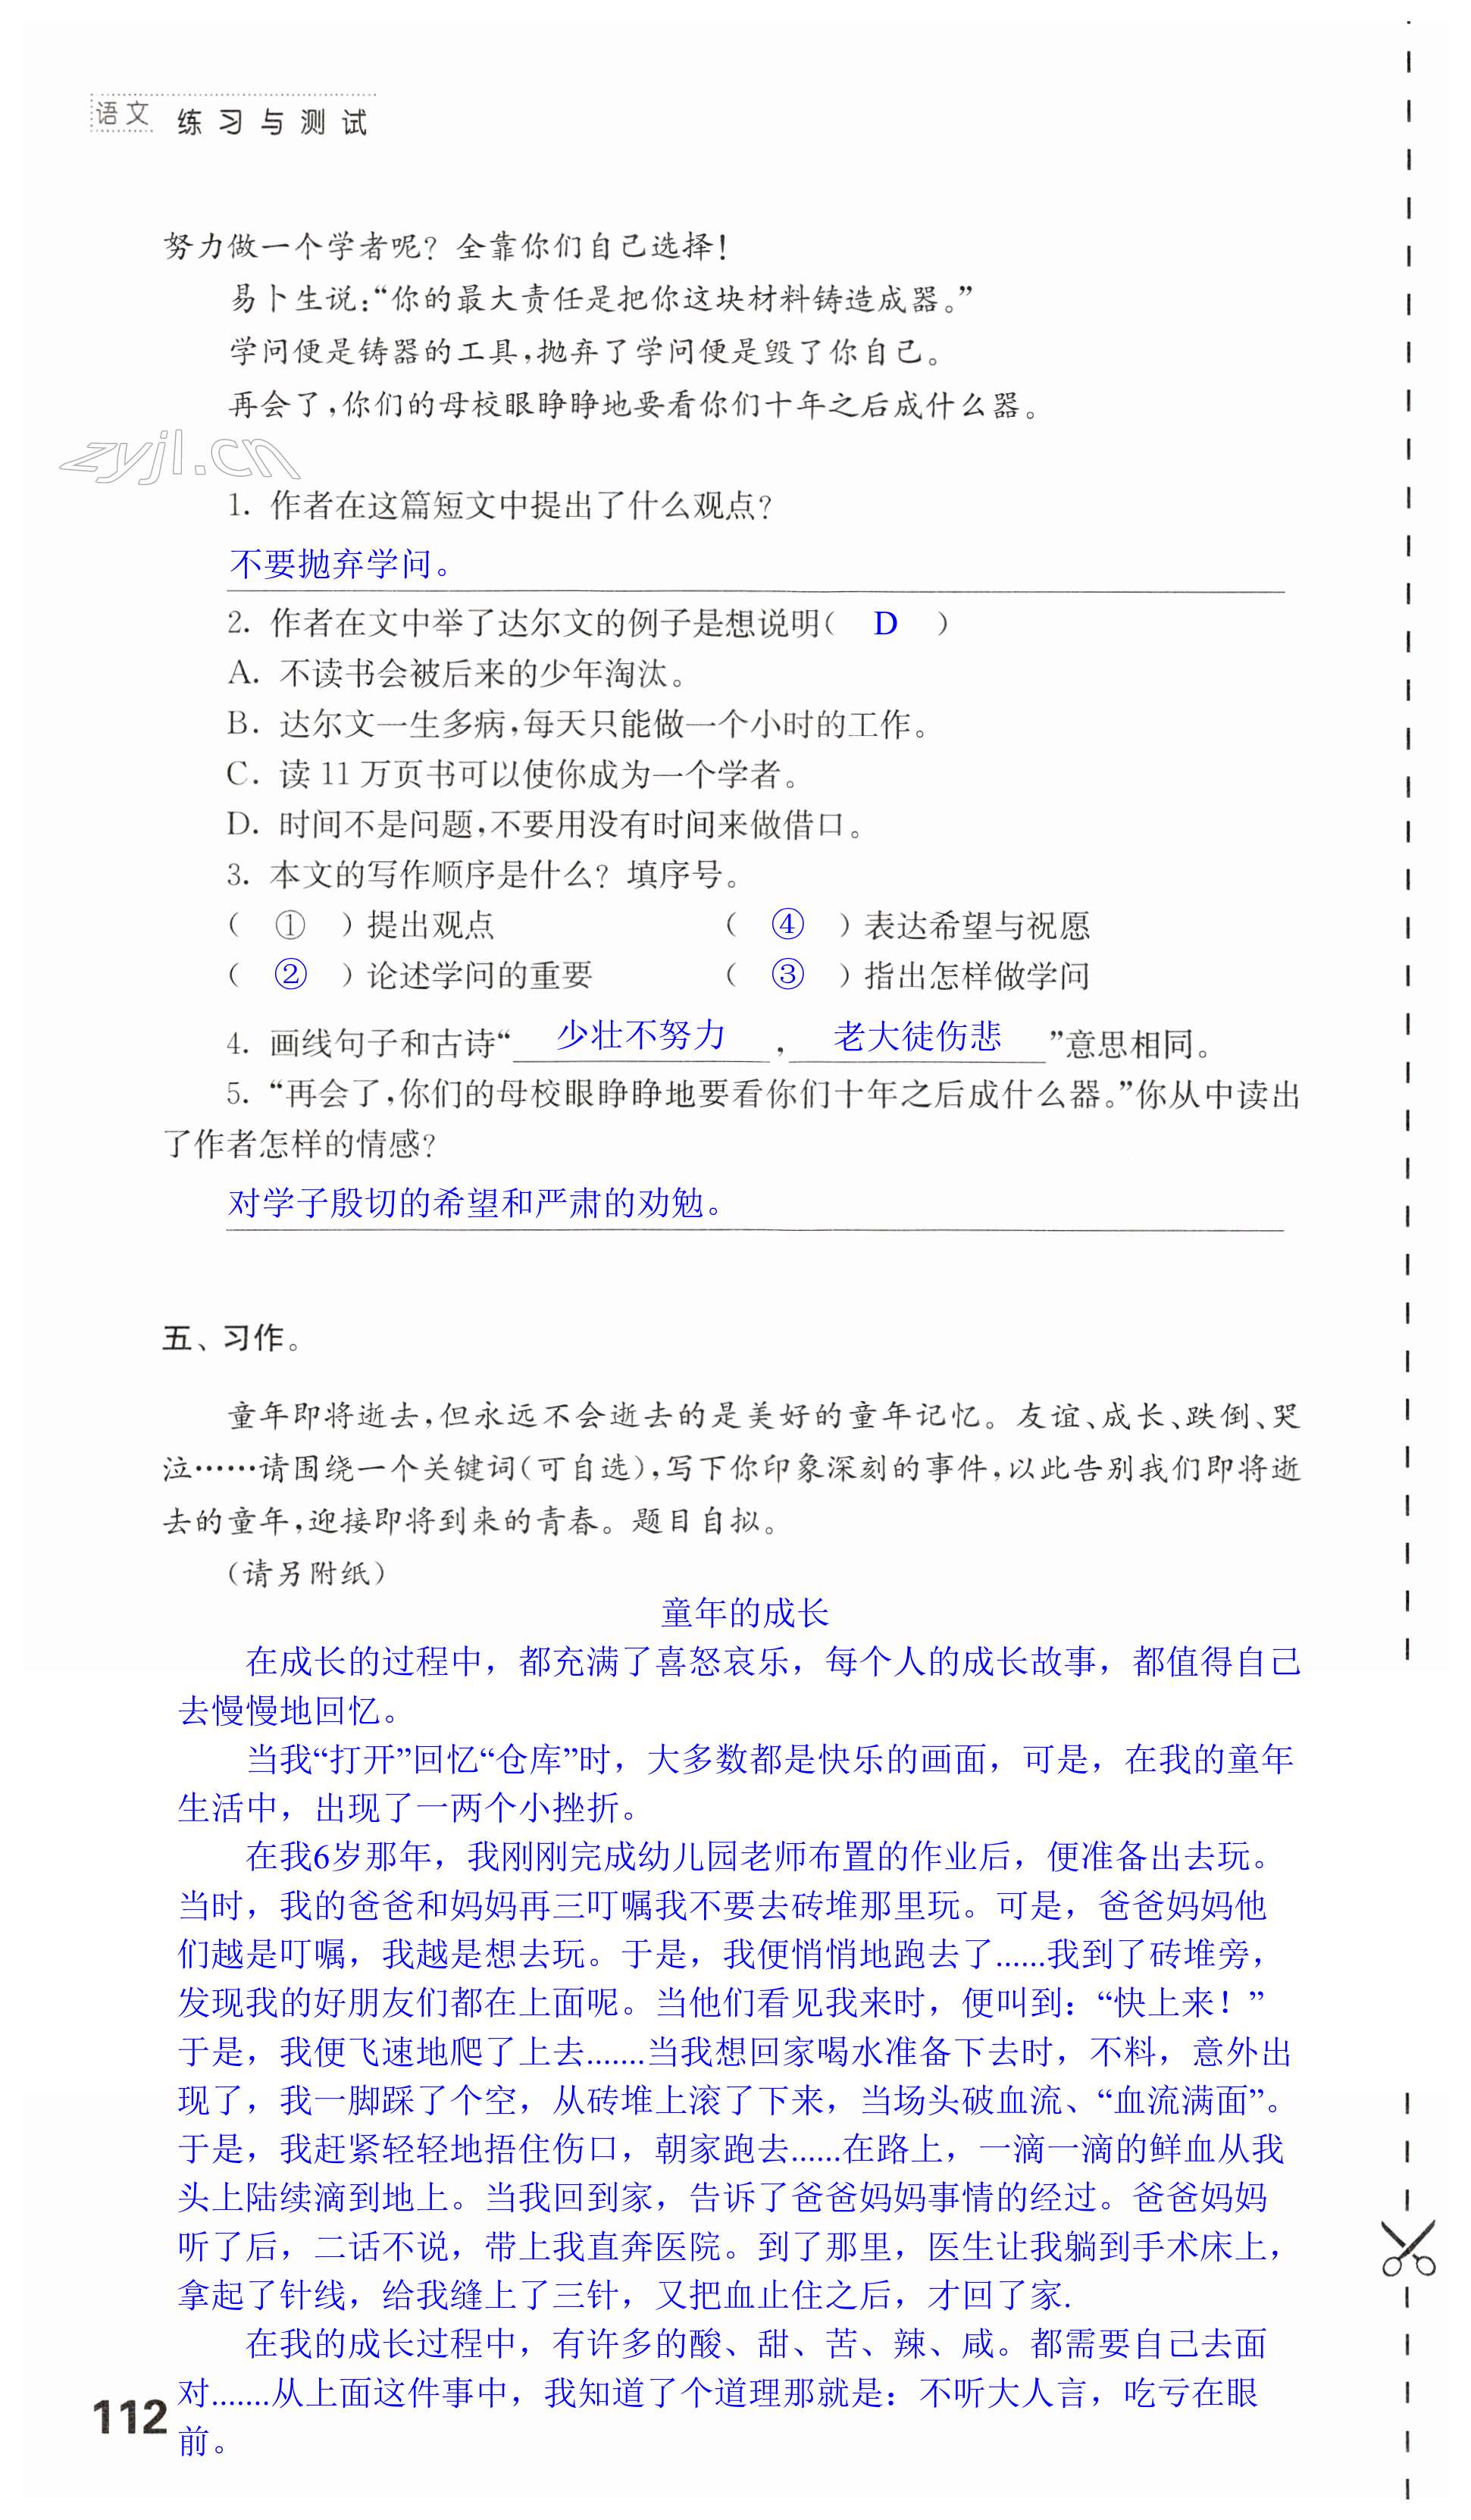 语文 练习与测试
努力做一个学者呢？全靠你们自己选择！
易卜生说：“你的最大责任是把你这块材料铸造成器。”
学问便是铸器的工具，抛弃了学问便是毁了你自己。
再会了，你们的母校眼睁睁地要看你们十年之后成什么器。
zyjl.cn
1. 作者在这篇短文中提出了什么观点？
不要抛弃学问。
2. 作者在文中举了达尔文的例子是想说明（ D ）
A. 不读书会被后来的少年淘汰。
B. 达尔文一生多病，每天只能做一个小时的工作。
C. 读 11 万页书可以使你成为一个学者。
D. 时间不是问题，不要用没有时间来做借口。
3. 本文的写作顺序是什么？填序号。
（ ① ）提出观点 （ ④ ）表达希望与祝愿
（ ② ）论述学问的重要 （ ③ ）指出怎样做学问
4. 画线句子和古诗“ 少壮不努力 ， 老大徒伤悲 ”意思相同。
5. “再会了，你们的母校眼睁睁地要看你们十年之后成什么器。”你从中读出
了作者怎样的情感？
对学子殷切的希望和严肃的劝勉。
五、习作。
童年即将逝去，但永远不会逝去的是美好的童年记忆。友谊、成长、跌倒、哭
泣……请围绕一个关键词（可自选），写下你印象深刻的事件，以此告别我们即将逝
去的童年，迎接即将到来的青春。题目自拟。
（请另附纸）
童年的成长
在成长的过程中，都充满了喜怒哀乐，每个人的成长故事，都值得自己
去慢慢地回忆。
当我“打开”回忆“仓库”时，大多数都是快乐的画面，可是，在我的童年
生活中，出现了一两个小挫折。
在我6岁那年，我刚刚完成幼儿园老师布置的作业后，便准备出去玩。
当时，我的爸爸和妈妈再三叮嘱我不要去砖堆那里玩。可是，爸爸妈妈他
们越是叮嘱，我越是想去玩。于是，我便悄悄地跑去了......我到了砖堆旁，
发现我的好朋友们都在上面呢。当他们看见我来时，便叫到：“快上来！”
于是，我便飞速地爬了上去.......当我想回家喝水准备下去时，不料，意外出
现了，我一脚踩了个空，从砖堆上滚了下来，当场头破血流、“血流满面”。
于是，我赶紧轻轻地捂住伤口，朝家跑去......在路上，一滴一滴的鲜血从我
头上陆续滴到地上。当我回到家，告诉了爸爸妈妈事情的经过。爸爸妈妈
听了后，二话不说，带上我直奔医院。到了那里，医生让我躺到手术床上，
拿起了针线，给我缝上了三针，又把血止住之后，才回了家.
在我的成长过程中，有许多的酸、甜、苦、辣、咸。都需要自己去面
对.......从上面这件事中，我知道了个道理那就是：不听大人言，吃亏在眼
前。
112